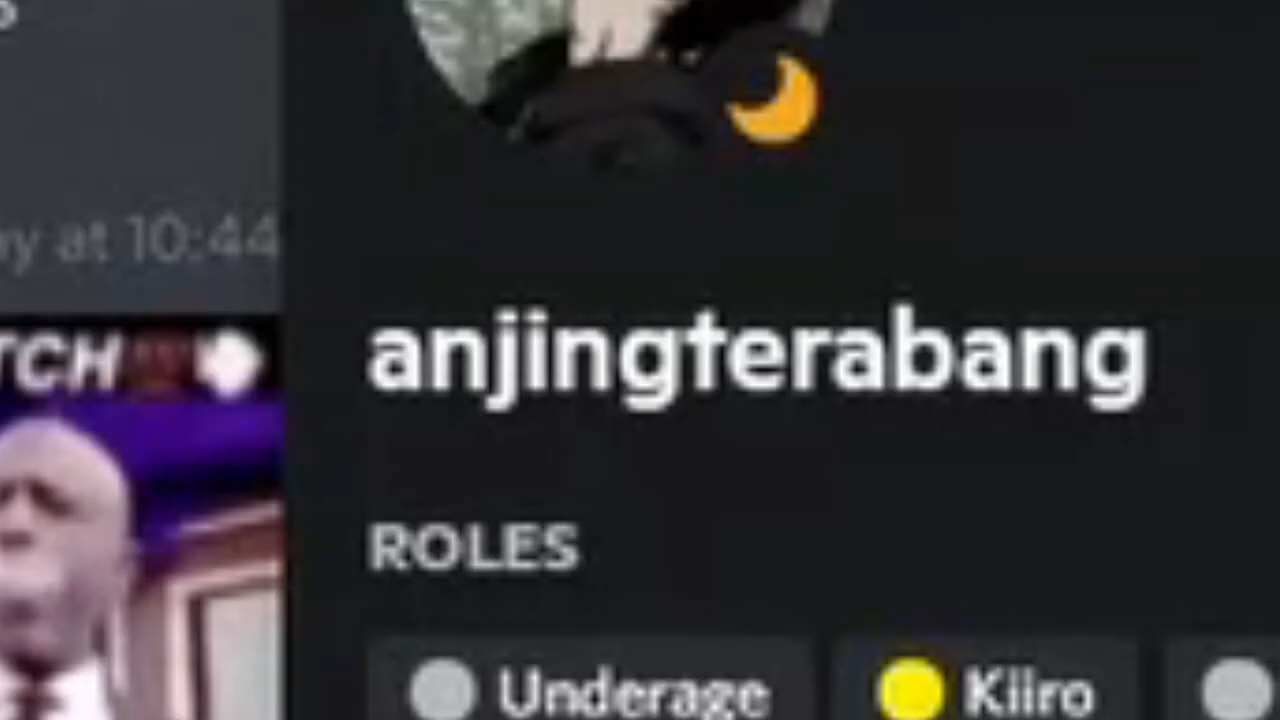 ay at 10:44
TCH
anjingterabang
ROLES
Underage
Kiiro